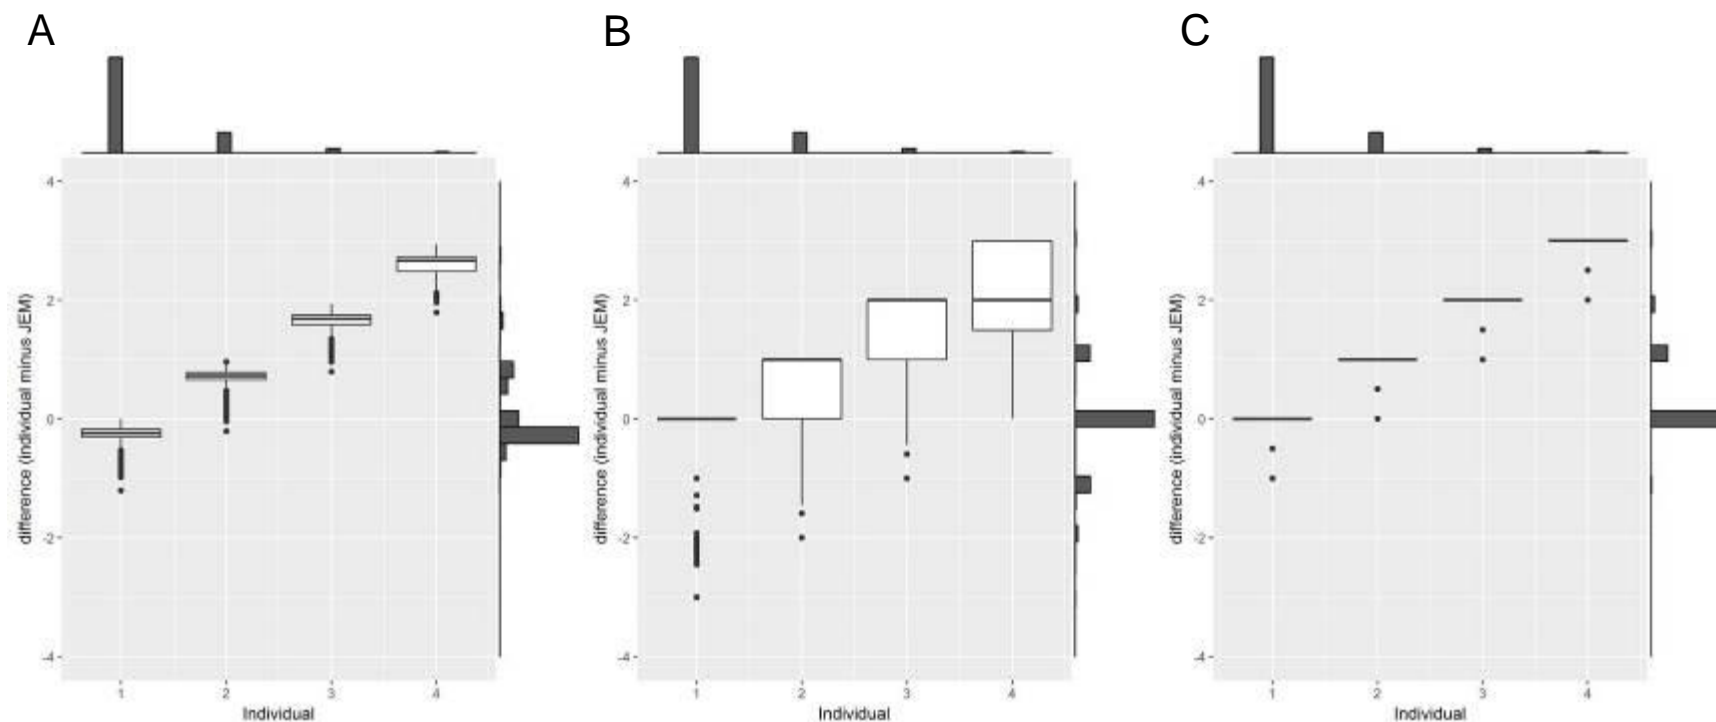 A B C
4 4 4
2 2 2
0 0 0
-2 -2 -2
-4 -4 -4
difference (individual minus JEM) difference (individual minus JEM) difference (individual minus JEM)
1 2 3 4 1 2 3 4 1 2 3 4
Individual Individual Individual